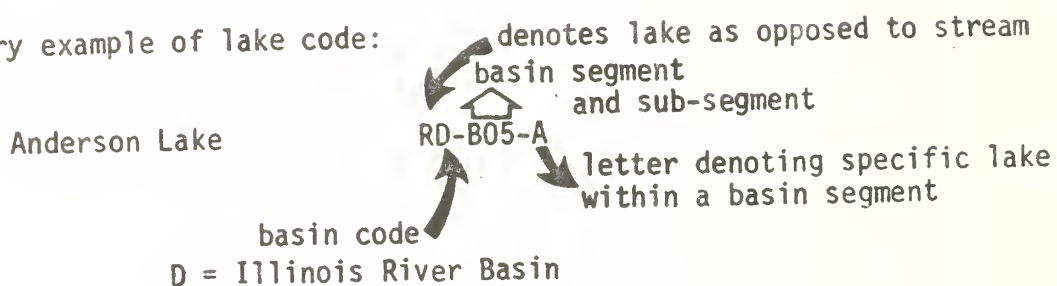 ry example of lake code:
denotes lake as opposed to stream
basin segment
and sub-segment
Anderson Lake
RD-B05-A
letter denoting specific lake
within a basin segment
basin code
D = Illinois River Basin